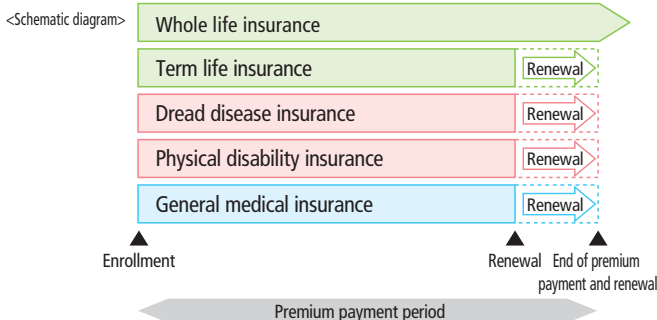 <Schematic diagram>
Whole life insurance
Term life insurance
Renewal
Dread disease insurance
Renewal
Physical disability insurance
Renewal
General medical insurance
Renewal
Enrollment
Renewal
End of premium
payment and renewal
Premium payment period